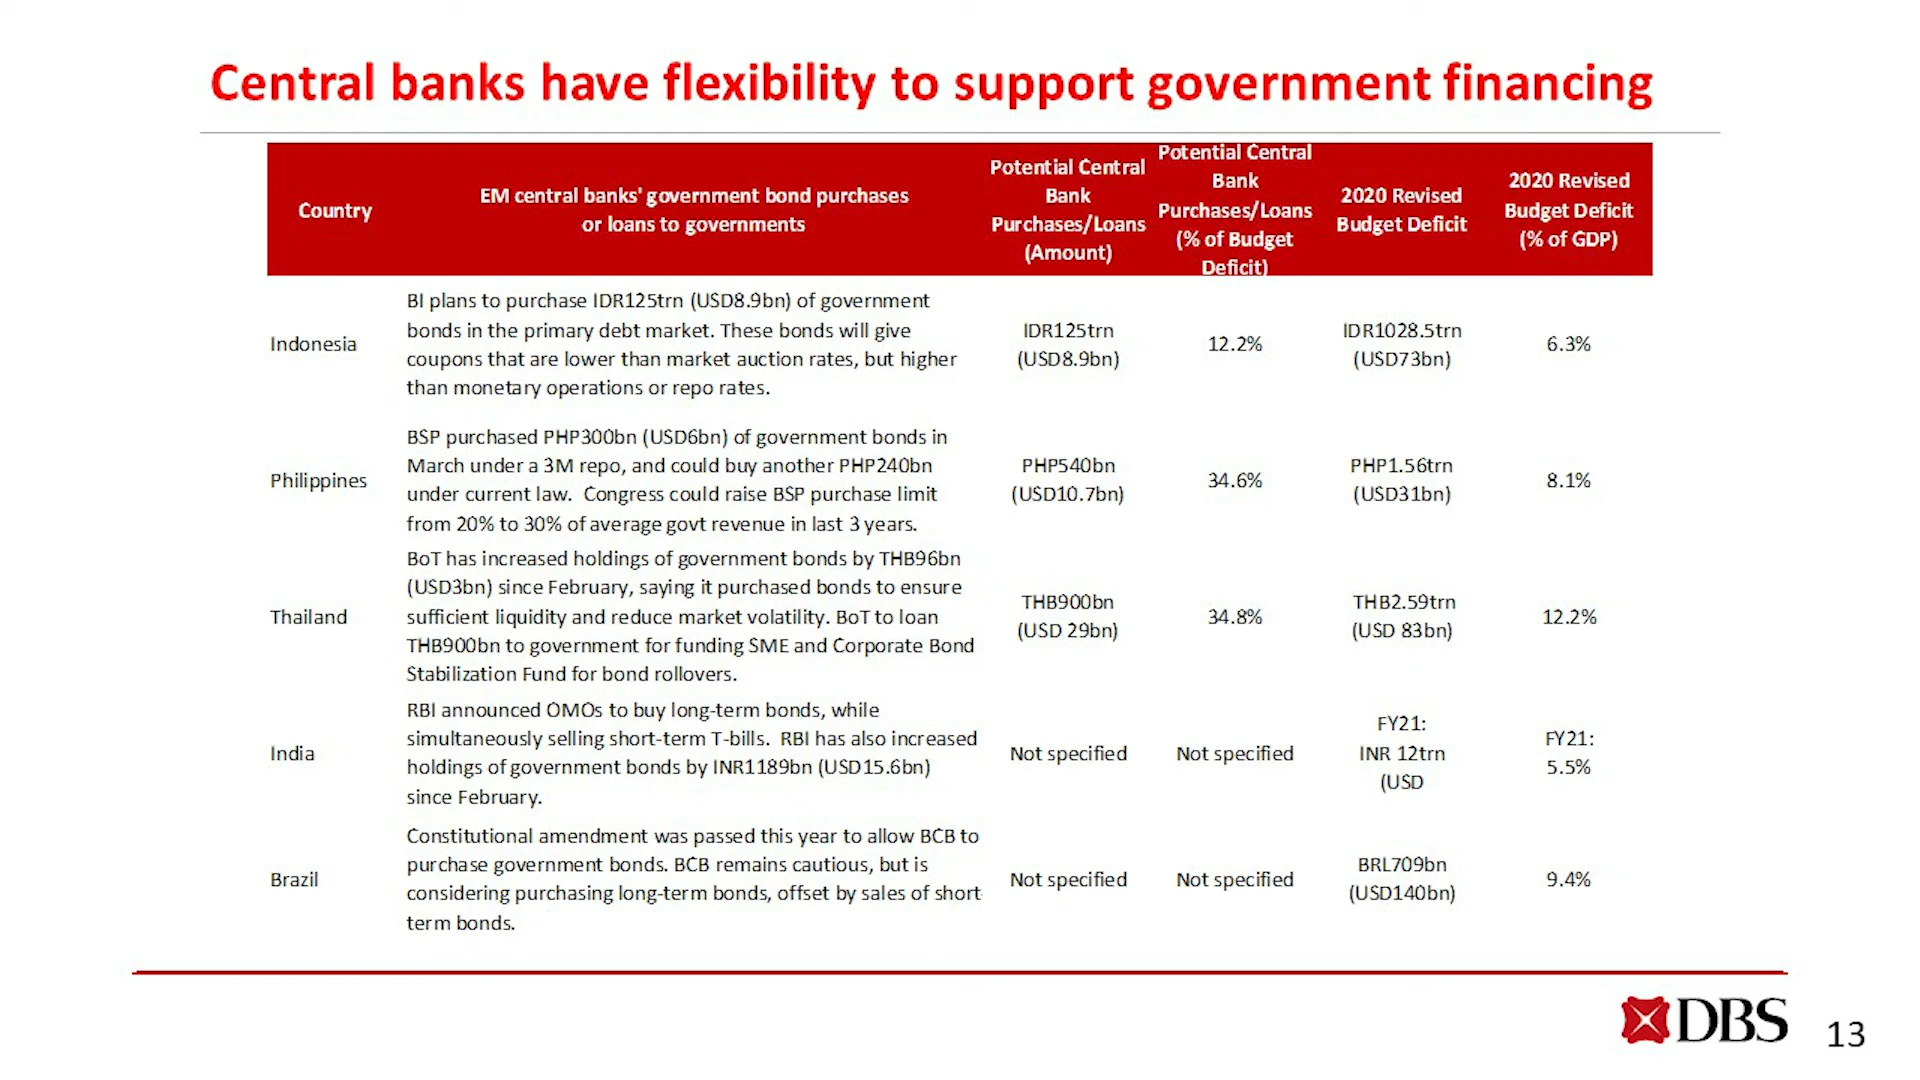 Central banks have flexibility to support government financing
Country
EM central banks' government bond purchases
or loans to governments
Potential Central
Bank
Purchases/Loans
(Amount)
Potential Central
Bank
Purchases/Loans
(% of Budget
Deficit)
2020 Revised
Budget Deficit
2020 Revised
Budget Deficit
(% of GDP)
Indonesia
BI plans to purchase IDR125trn (USD8.9bn) of government
bonds in the primary debt market. These bonds will give
coupons that are lower than market auction rates, but higher
than monetary operations or repo rates.
IDR125trn
(USD8.9bn)
12.2%
IDR1028.5trn
(USD73bn)
6.3%
Philippines
BSP purchased PHP300bn (USD6bn) of government bonds in
March under a 3M repo, and could buy another PHP240bn
under current law.  Congress could raise BSP purchase limit
from 20% to 30% of average govt revenue in last 3 years.
PHP540bn
(USD10.7bn)
34.6%
PHP1.56trn
(USD31bn)
8.1%
Thailand
BoT has increased holdings of government bonds by THB96bn
(USD3bn) since February, saying it purchased bonds to ensure
sufficient liquidity and reduce market volatility. BoT to loan
THB900bn to government for funding SME and Corporate Bond
Stabilization Fund for bond rollovers.
THB900bn
(USD 29bn)
34.8%
THB2.59trn
(USD 83bn)
12.2%
India
RBI announced OMOs to buy long-term bonds, while
simultaneously selling short-term T-bills.  RBI has also increased
holdings of government bonds by INR1189bn (USD15.6bn)
since February.
Not specified
Not specified
FY21:
INR 12trn
(USD
FY21:
5.5%
Brazil
Constitutional amendment was passed this year to allow BCB to
purchase government bonds. BCB remains cautious, but is
considering purchasing long-term bonds, offset by sales of short-
term bonds.
Not specified
Not specified
BRL709bn
(USD140bn)
9.4%
DBS
13